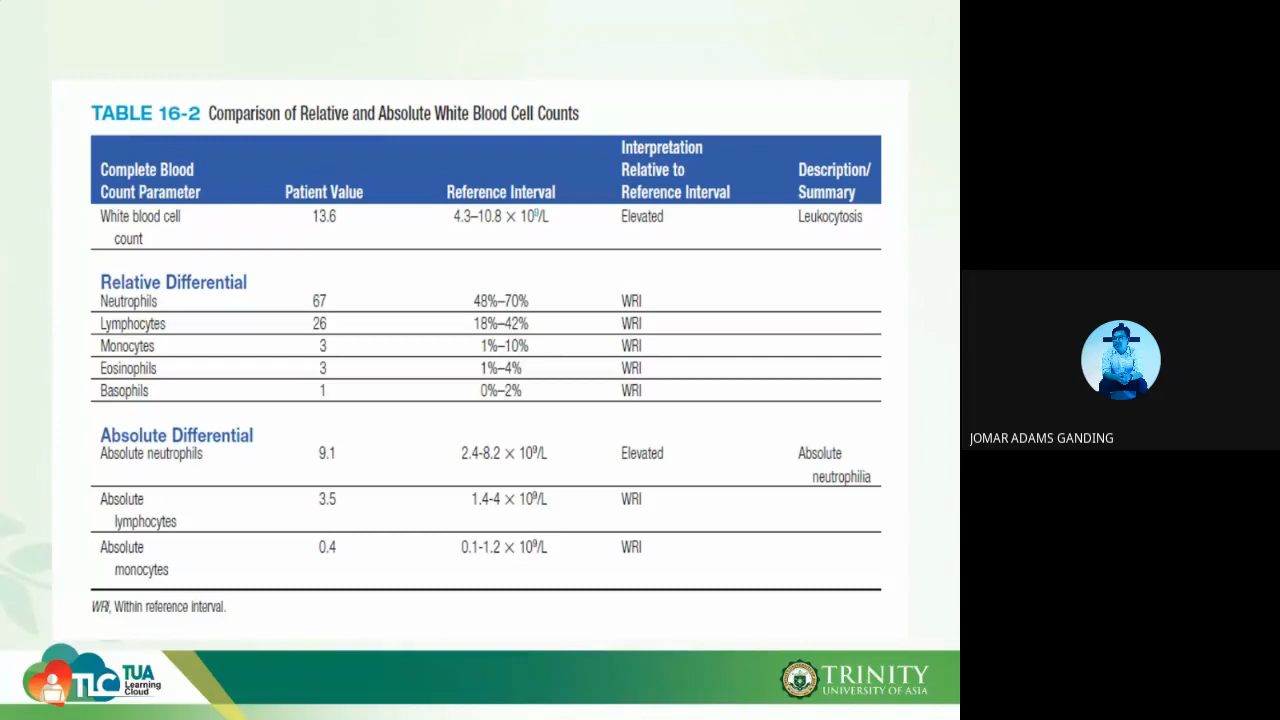 TABLE 16-2 Comparison of Relative and Absolute White Blood Cell Counts
Complete Blood Count Parameter Patient Value Reference Interval Interpretation Relative to Reference Interval Description/ Summary
White blood cell count 13.6 4.3–10.8 × 10⁹/L Elevated Leukocytosis
Relative Differential
Neutrophils 67 48%–70% WRI
Lymphocytes 26 18%–42% WRI
Monocytes 3 1%–10% WRI
Eosinophils 3 1%–4% WRI
Basophils 1 0%–2% WRI
Absolute Differential
Absolute neutrophils 9.1 2.4-8.2 × 10⁹/L Elevated Absolute neutrophilia
Absolute lymphocytes 3.5 1.4-4 × 10⁹/L WRI
Absolute monocytes 0.4 0.1-1.2 × 10⁹/L WRI
WRI, Within reference interval.
JOMAR ADAMS GANDING
TLC
TUA
Learning
Cloud
TRINITY
UNIVERSITY OF ASIA